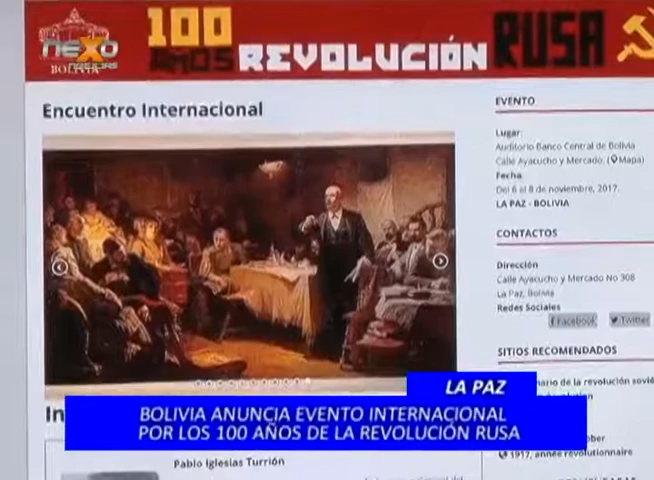 nexo
BOLIVIA
100
AÑOS
REVOLUCIÓN
RUSA
Encuentro Internacional
EVENTO
Lugar:
Auditorio Banco Central de Bolivia
Calle Ayacucho y Mercado, (Mapa)
Fecha
Del 6 al 8 de noviembre, 2017.
LA PAZ - BOLIVIA
CONTACTOS
Dirección
Calle Ayacucho y Mercado No 308
La Paz, Bolivia
Redes Sociales
Facebook
Twitter
SITIOS RECOMENDADOS
LA PAZ
BOLIVIA ANUNCIA EVENTO INTERNACIONAL
POR LOS 100 AÑOS DE LA REVOLUCIÓN RUSA
de la revolución
1917, année révolutionnaire
Pablo Iglesias Turrión